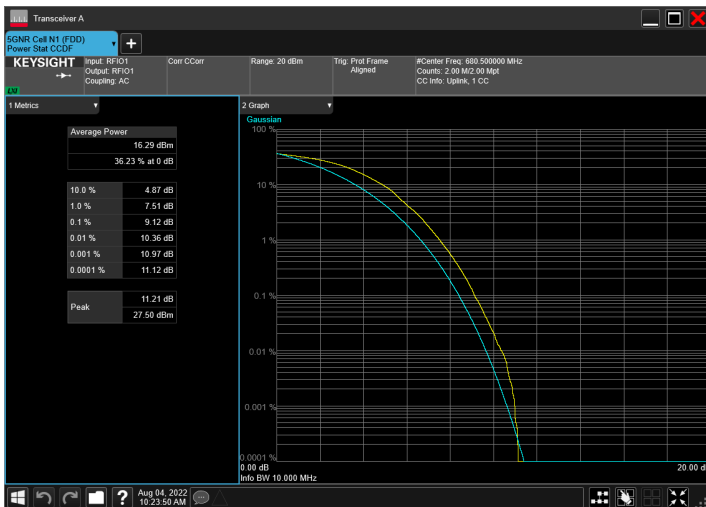 Transceiver A
5GNR Cell N1 (FDD)
Power Stat CCDF
KEYSIGHT
Input: RFIO1
Output: RFIO1
Coupling: AC
Corr CCorr
Range: 20 dBm
Trig: Prot Frame
Aligned
#Center Freq: 680.500000 MHz
Counts: 2.00 M/2.00 Mpt
CC Info: Uplink, 1 CC
LXI
1 Metrics
Average Power
16.29 dBm
36.23 % at 0 dB
10.0 % 4.87 dB
1.0 % 7.51 dB
0.1 % 9.12 dB
0.01 % 10.36 dB
0.001 % 10.97 dB
0.0001 % 11.12 dB
Peak
11.21 dB
27.50 dBm
2 Graph
Gaussian
100 %
10 %
1 %
0.1 %
0.01 %
0.001 %
0.0001 %
0.00 dB
20.00 d
Info BW 10.000 MHz
?
Aug 04, 2022
10:23:50 AM